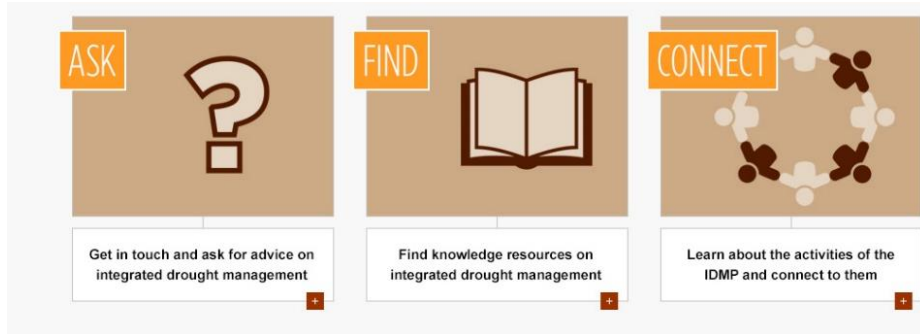 ASK
Get in touch and ask for advice on
integrated drought management
+
FIND
Find knowledge resources on
integrated drought management
+
CONNECT
Learn about the activities of the
IDMP and connect to them
+